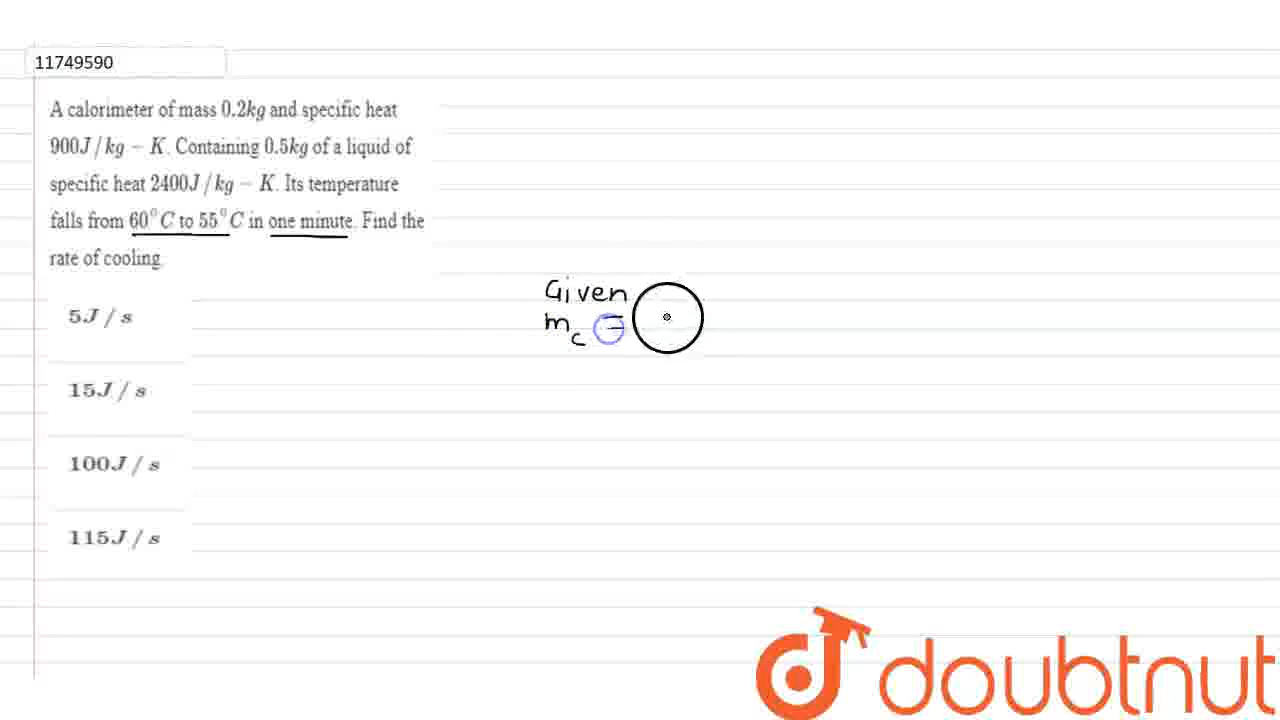 11749590
A calorimeter of mass 0.2kg and specific heat
900J/kg − K. Containing 0.5kg of a liquid of
specific heat 2400J/kg − K. Its temperature
falls from 60°C to 55°C in one minute. Find the
rate of cooling.
5J/s
15J/s
100J/s
115J/s
Given
m_c =
doubtnut